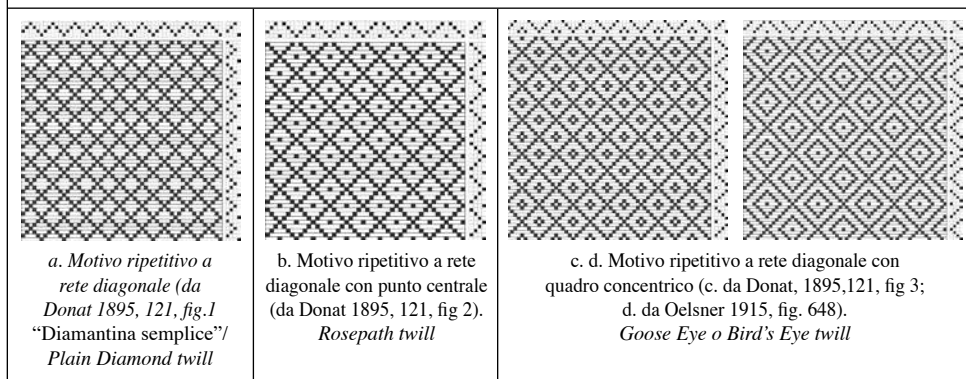 a. Motivo ripetitivo a
rete diagonale (da
Donat 1895, 121, fig.1
“Diamantina semplice”/
Plain Diamond twill
b. Motivo ripetitivo a rete
diagonale con punto centrale
(da Donat 1895, 121, fig 2).
Rosepath twill
c. d. Motivo ripetitivo a rete diagonale con
quadro concentrico (c. da Donat, 1895,121, fig 3;
d. da Oelsner 1915, fig. 648).
Goose Eye o Bird’s Eye twill